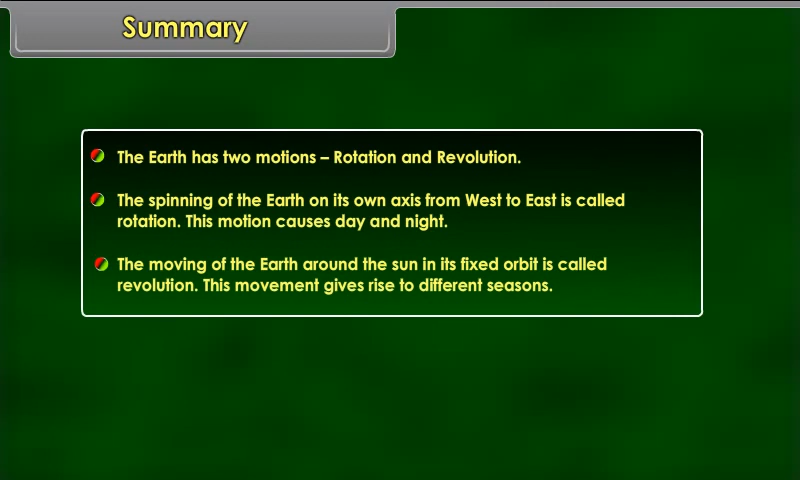 Summary
The Earth has two motions – Rotation and Revolution.
The spinning of the Earth on its own axis from West to East is called
rotation. This motion causes day and night.
The moving of the Earth around the sun in its fixed orbit is called
revolution. This movement gives rise to different seasons.